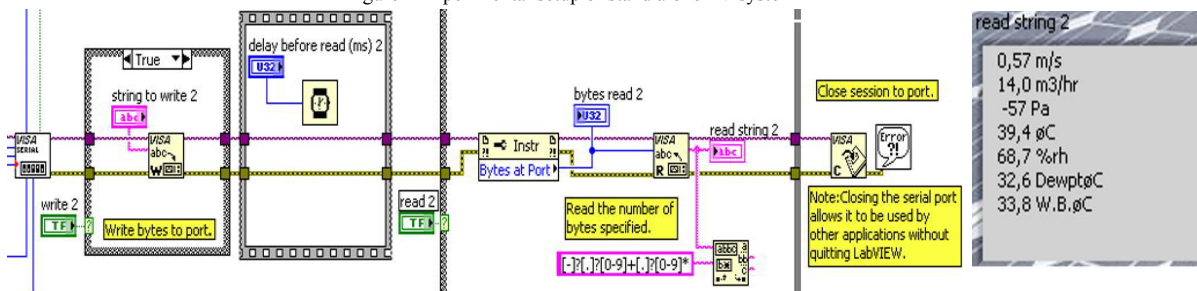 True
delay before read (ms) 2
U32
string to write 2
abc
VISA
SERIAL
VISA
abc
W
write 2
TF
?
Write bytes to port.
read 2
TF
?
Instr
Bytes at Port
bytes read 2
U32
VISA
abc
R
read string 2
abc
Read the number of
bytes specified.
[-]?[.]?[0-9]+[.]?[0-9]*
Close session to port.
VISA
C
Error
?!
Note:Closing the serial port
allows it to be used by
other applications without
quitting LabVIEW.
read string 2
0,57 m/s
14,0 m3/hr
-57 Pa
39,4 øC
68,7 %rh
32,6 DewptøC
33,8 W.B.øC